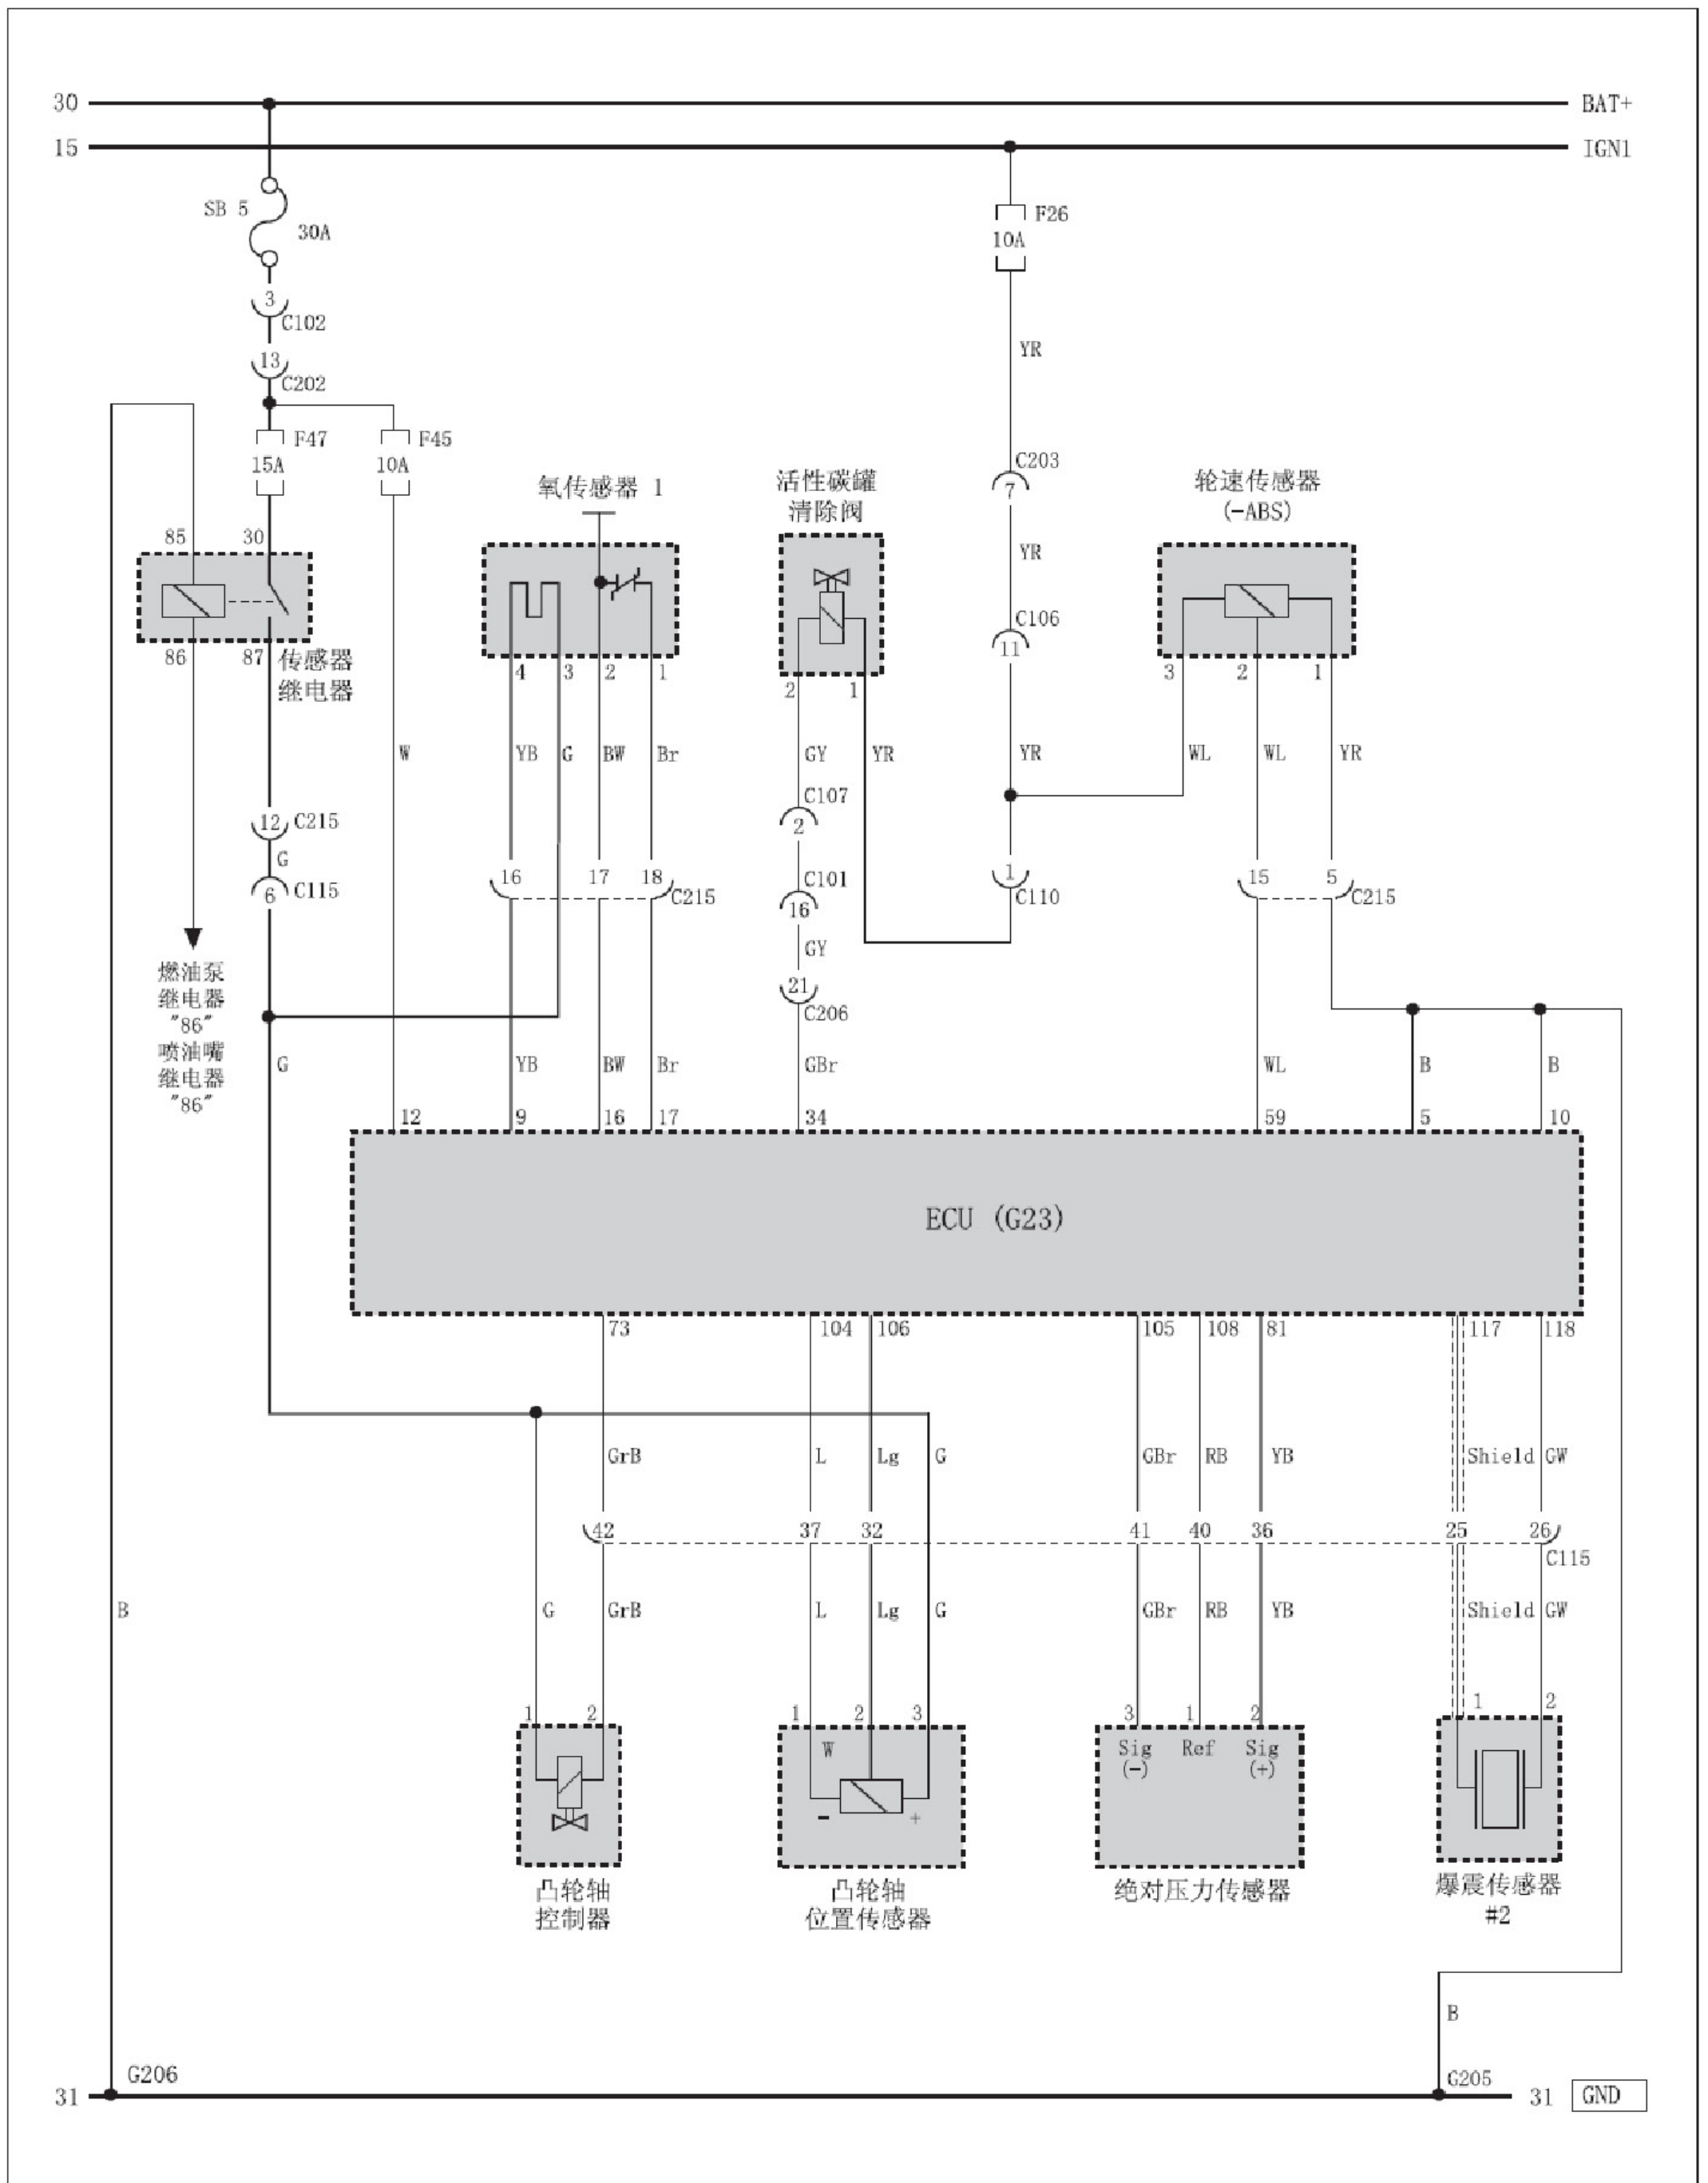 30
BAT+
15
IGN1
SB 5
30A
F26
10A
3
C102
YR
13
C202
F47
15A
F45
10A
C203
7
氧传感器 1
活性碳罐
清除阀
轮速传感器
(-ABS)
85
30
YR
C106
11
86
87
传感器
继电器
4
3
2
1
2
1
3
2
1
W
YB
G
BW
Br
GY
YR
YR
WL
WL
YR
C107
2
12
C215
G
6
C115
16
17
18
C215
C101
16
1
C110
15
5
C215
GY
燃油泵
继电器
"86"
喷油嘴
继电器
"86"
21
C206
G
YB
BW
Br
GBr
WL
B
B
12
9
16
17
34
59
5
10
ECU (G23)
73
104
106
105
108
81
117
118
GrB
L
Lg
G
GBr
RB
YB
Shield
GW
42
37
32
41
40
36
25
26
C115
B
G
GrB
L
Lg
G
GBr
RB
YB
Shield
GW
1
2
1
2
3
3
1
2
1
2
W
Sig
(-)
Ref
Sig
(+)
-
+
凸轮轴
控制器
凸轮轴
位置传感器
绝对压力传感器
爆震传感器
#2
B
G206
G205
31
31
GND